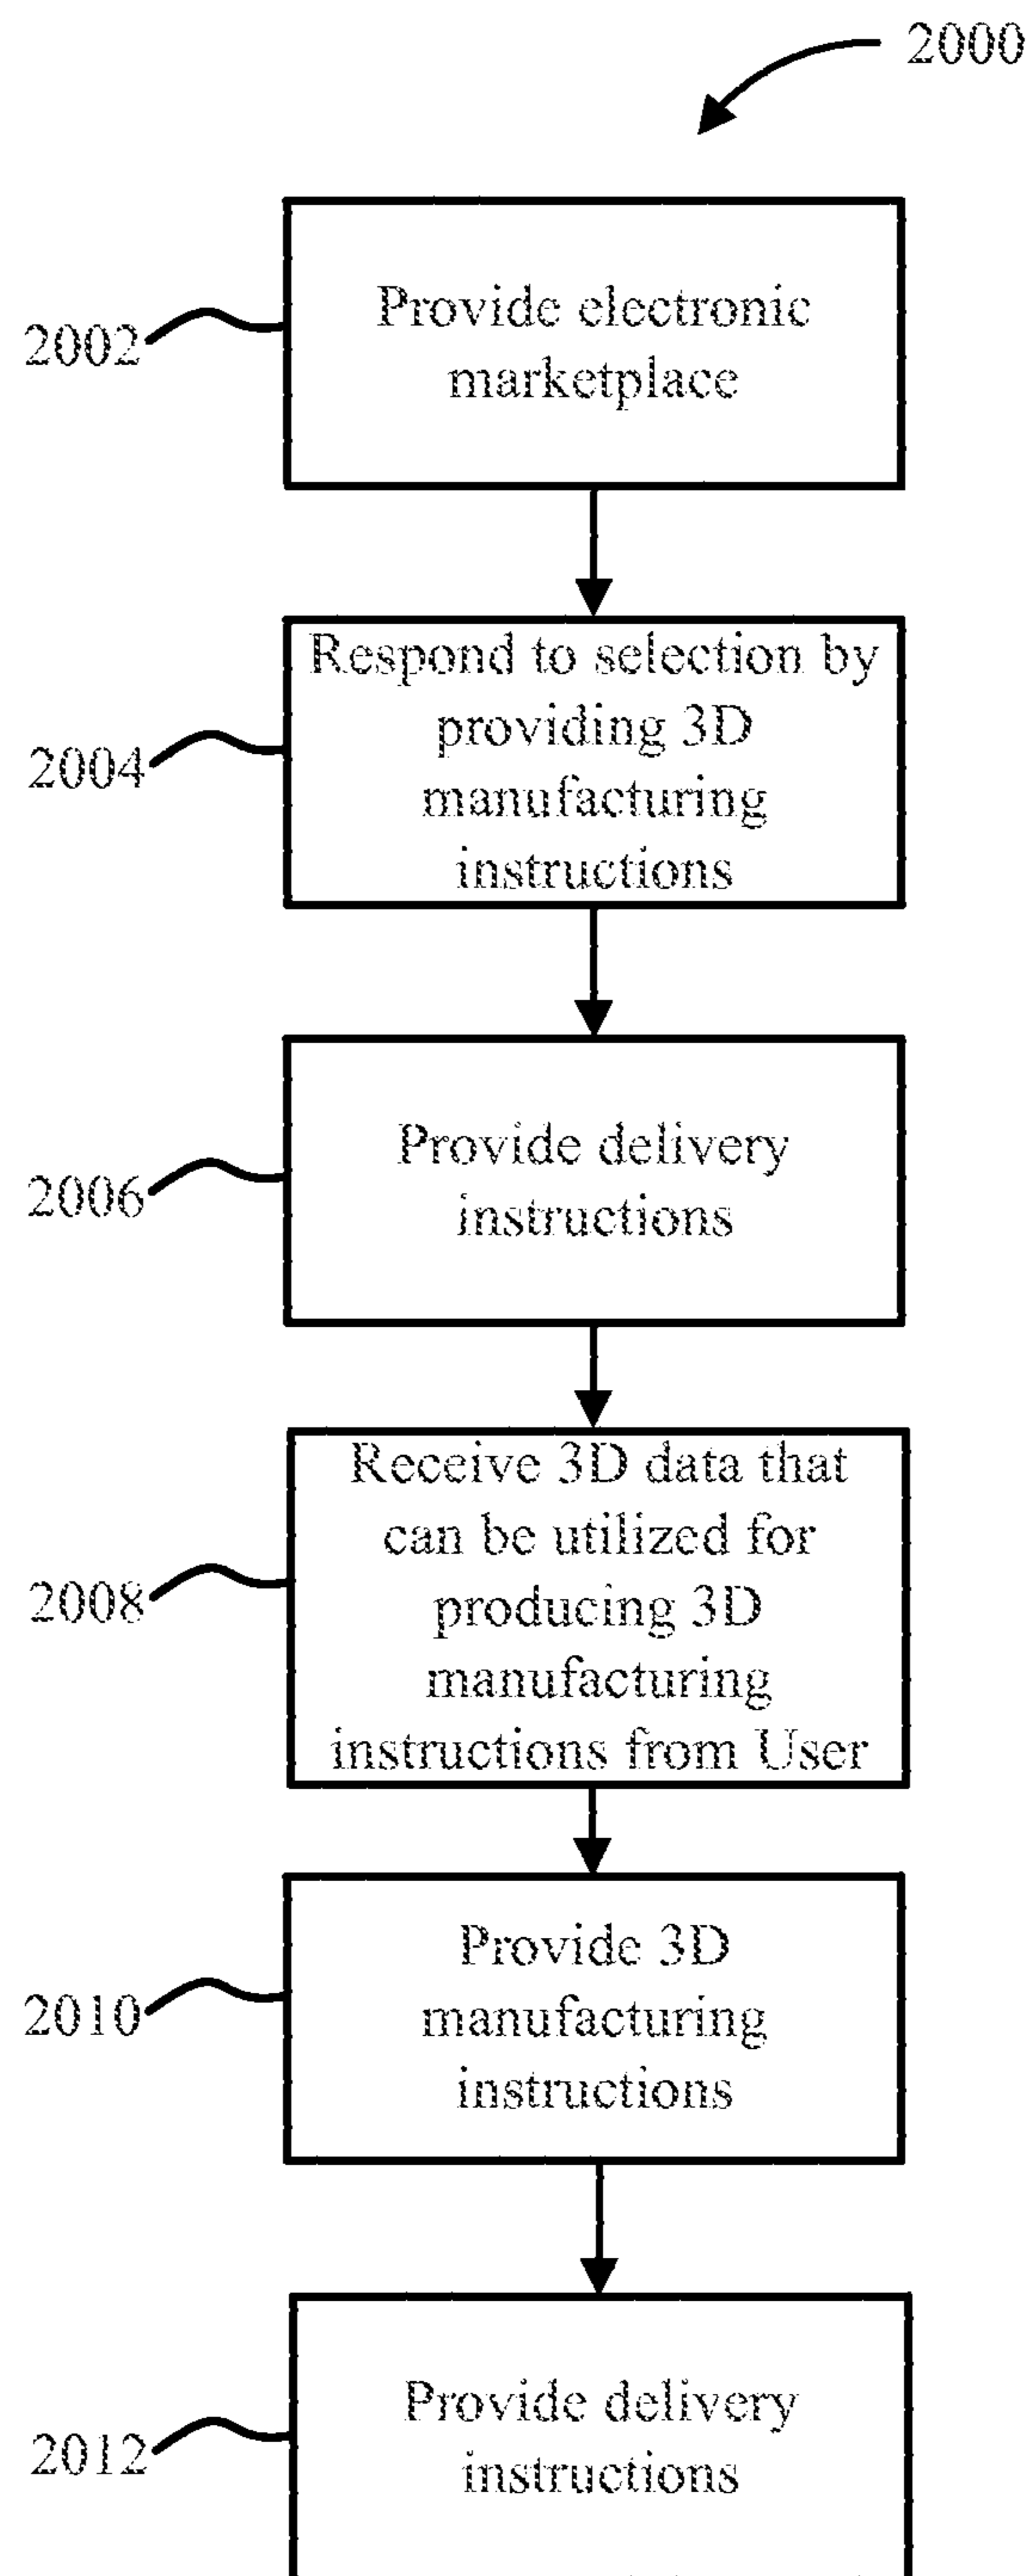 2000
2002
Provide electronic
marketplace
2004
Respond to selection by
providing 3D
manufacturing
instructions
2006
Provide delivery
instructions
2008
Receive 3D data that
can be utilized for
producing 3D
manufacturing
instructions from User
2010
Provide 3D
manufacturing
instructions
2012
Provide delivery
instructions